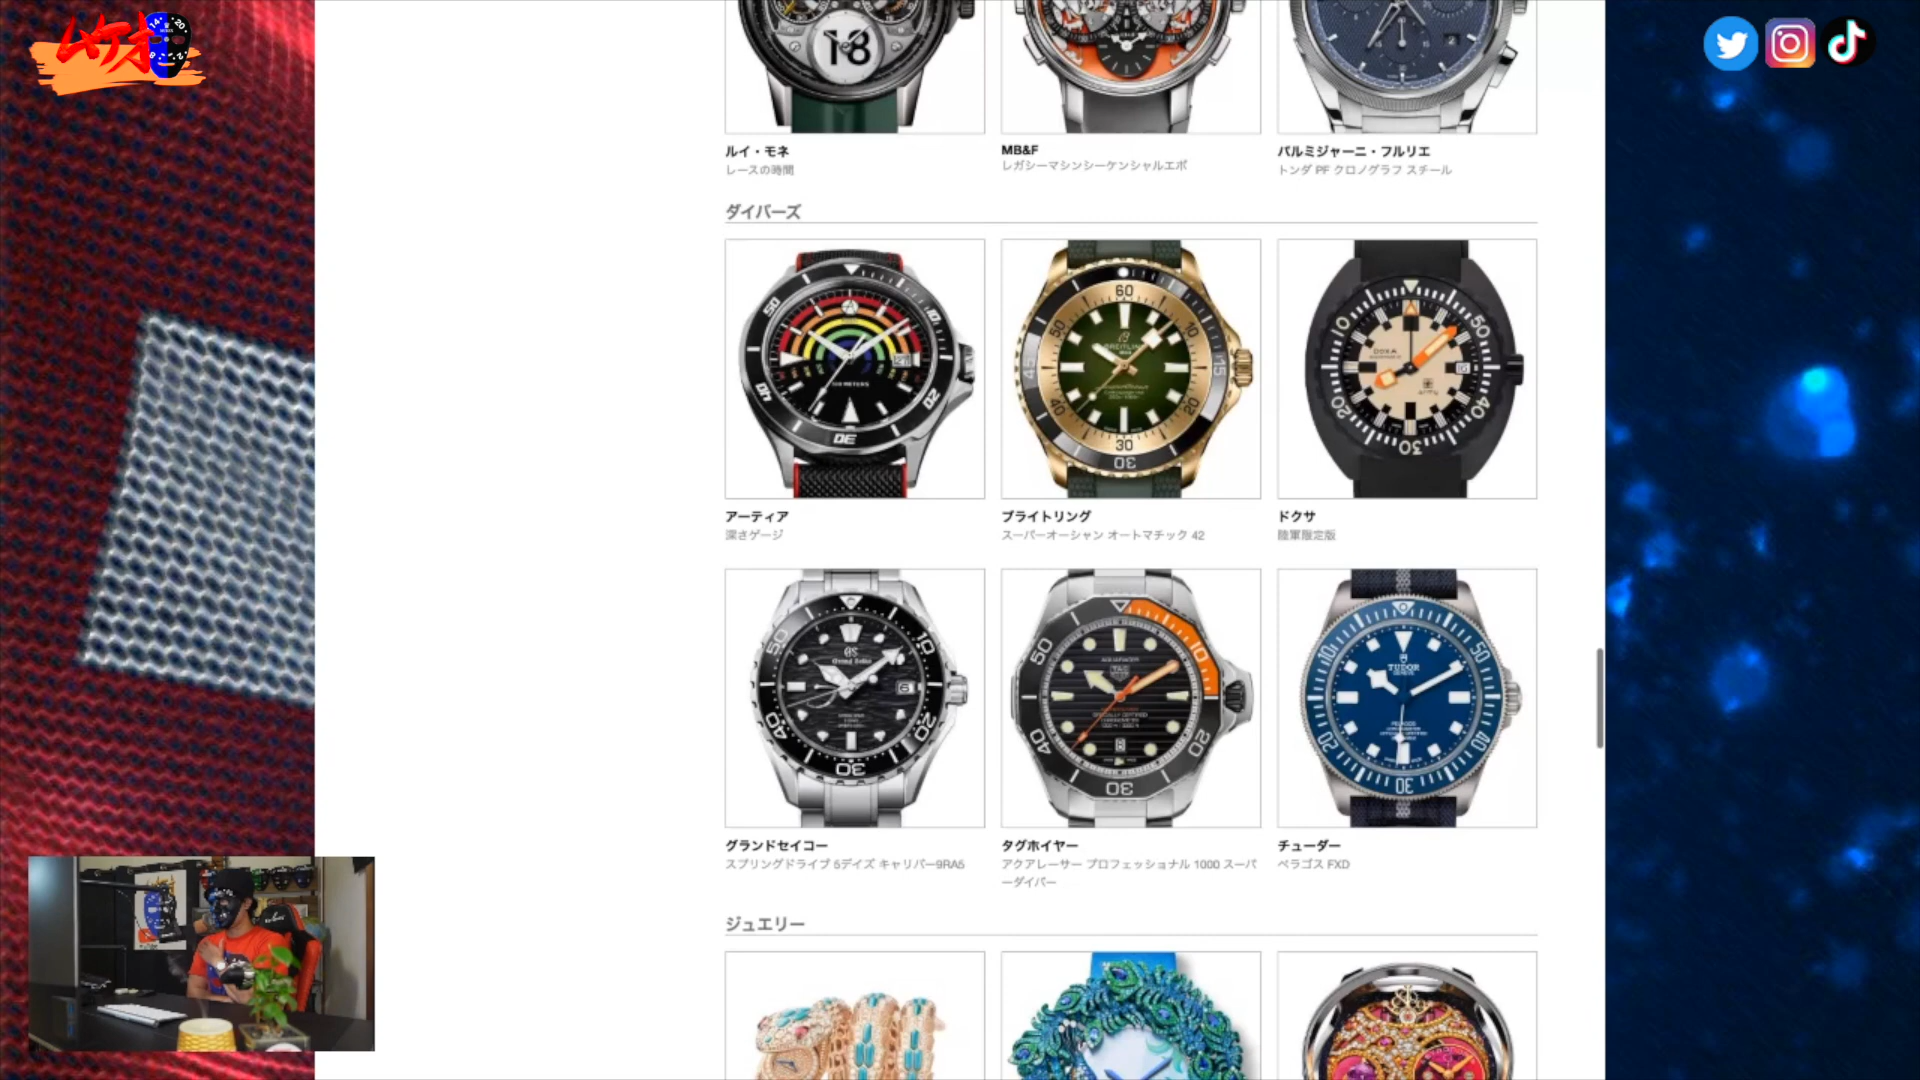 ムケオ
18
ルイ・モネ
レースの時間
MB&F
レガシーマシンシーケンシャルエボ
パルミジャーニ・フルリエ
トンダ PF クロノグラフ スチール
ダイバーズ
アーティア
深さゲージ
ブライトリング
スーパーオーシャン オートマチック 42
ドクサ
陸軍限定版
グランドセイコー
スプリングドライブ 5デイズ キャリバー9RA5
タグホイヤー
アクアレーサー プロフェッショナル 1000 スーパ
ーダイバー
チューダー
ペラゴス FXD
TUDOR
ジュエリー